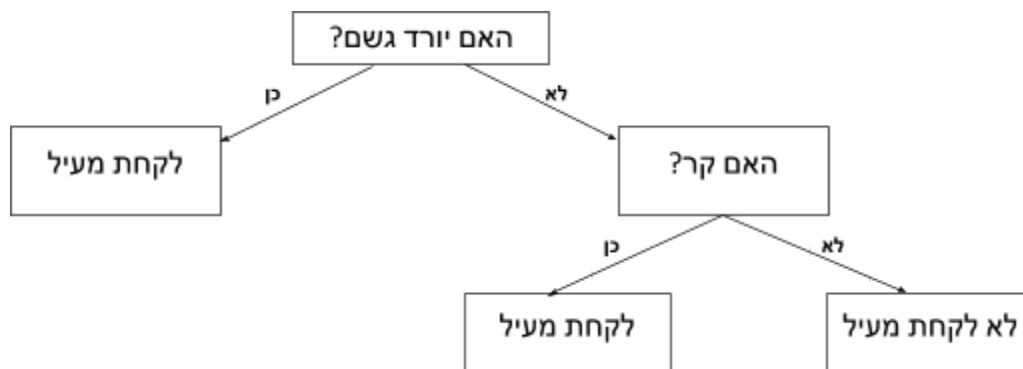 האם יורד גשם?
כן
לא
לקחת מעיל
האם קר?
כן
לא
לקחת מעיל
לא לקחת מעיל